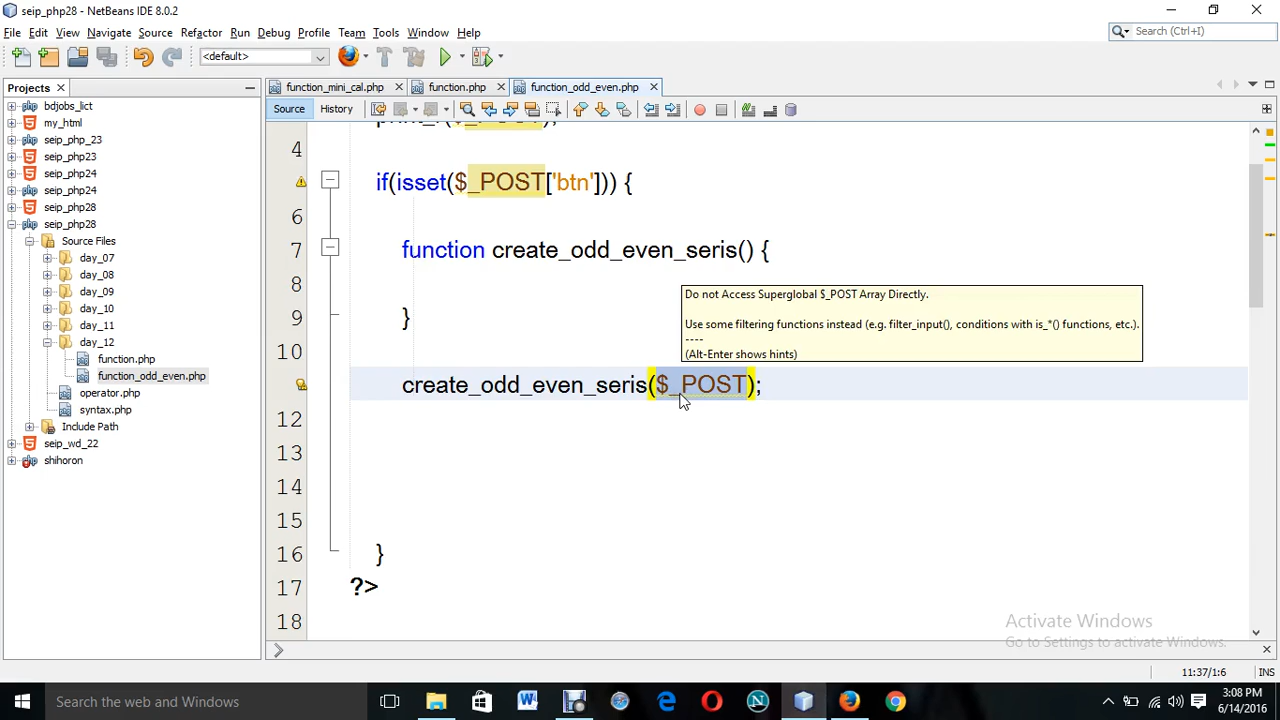 seip_php28 - NetBeans IDE 8.0.2
File Edit View Navigate Source Refactor Run Debug Profile Team Tools Window Help
Search (Ctrl+I)
<default>
Projects
function_mini_cal.php
function.php
function_odd_even.php
Source History
bdjobs_lict
my_html
seip_php_23
seip_php23
seip_php24
seip_php24
seip_php28
seip_php28
Source Files
day_07
day_08
day_09
day_10
day_11
day_12
function.php
function_odd_even.php
operator.php
syntax.php
Include Path
seip_wd_22
shihoron
4
if(isset($_POST['btn'])) {
6
7 function create_odd_even_seris() {
8
9 }
10
create_odd_even_seris($_POST);
12
13
14
15
16 }
17 ?>
18
Do not Access Superglobal $_POST Array Directly.
Use some filtering functions instead (e.g. filter_input(), conditions with is_*() functions, etc.).
----
(Alt-Enter shows hints)
Activate Windows
Go to Settings to activate Windows.
11:37/1:6 INS
Search the web and Windows
3:08 PM
6/14/2016